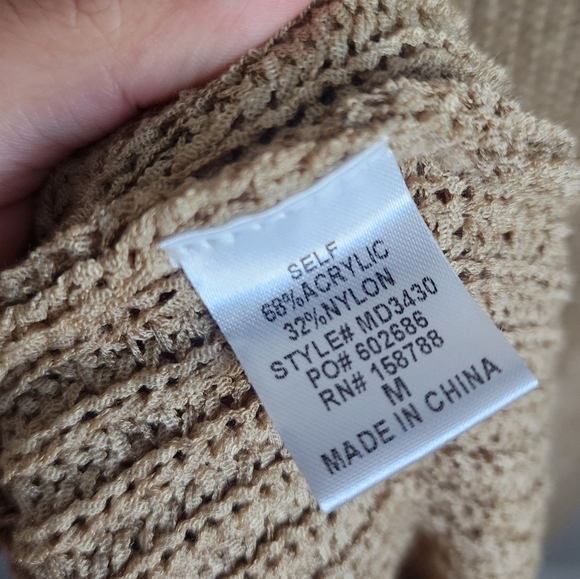 SELF
68%ACRYLIC
32%NYLON
STYLE# MD3430
PO# 602686
RN# 158788
M
MADE IN CHINA